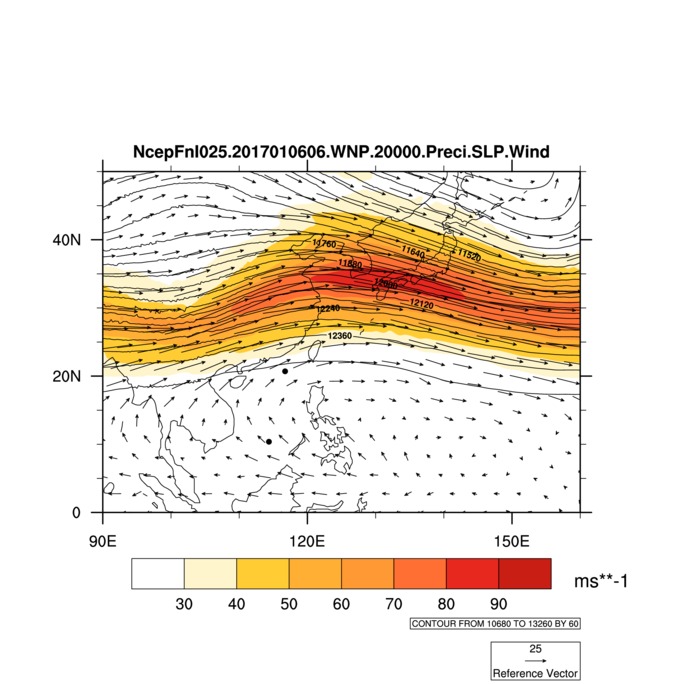 NcepFnl025.2017010606.WNP.20000.Preci.SLP.Wind
40N
11760
11640
11520
11880
12000
12240
12120
12360
20N
0
90E 120E 150E
ms**-1
30 40 50 60 70 80 90
CONTOUR FROM 10680 TO 13260 BY 60
25
Reference Vector